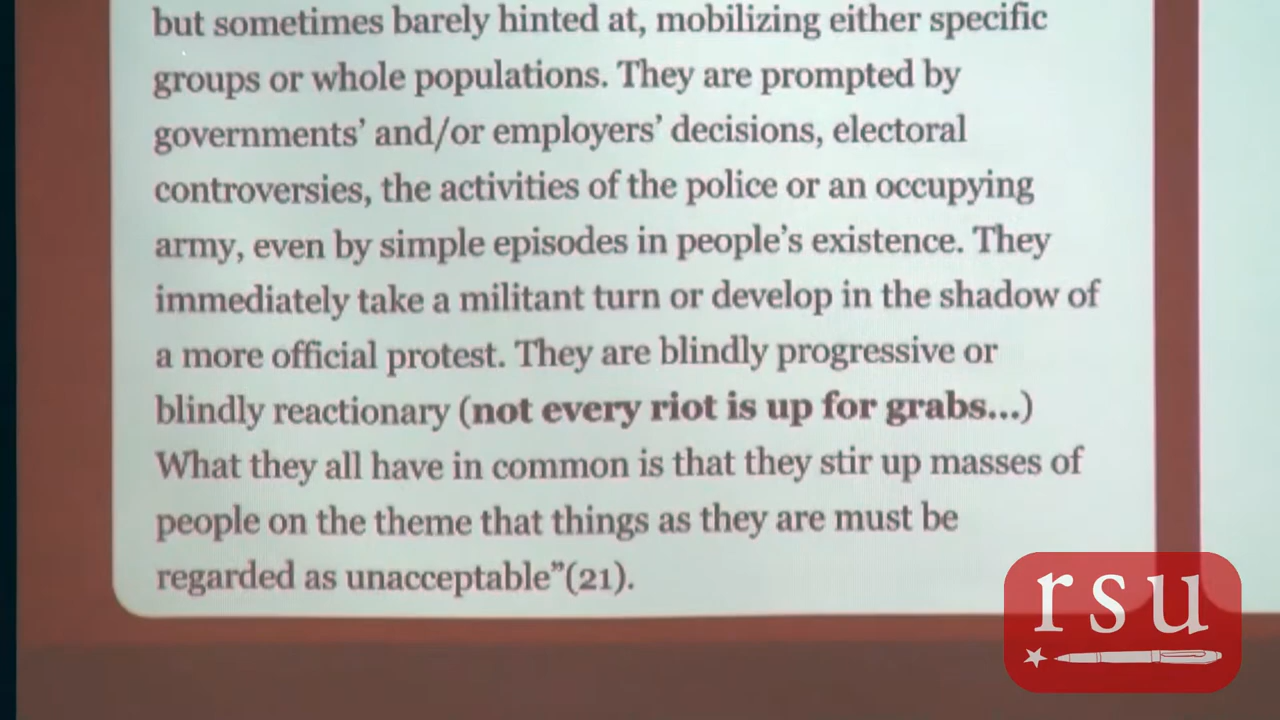 but sometimes barely hinted at, mobilizing either specific
groups or whole populations. They are prompted by
governments’ and/or employers’ decisions, electoral
controversies, the activities of the police or an occupying
army, even by simple episodes in people’s existence. They
immediately take a militant turn or develop in the shadow of
a more official protest. They are blindly progressive or
blindly reactionary (not every riot is up for grabs...)
What they all have in common is that they stir up masses of
people on the theme that things as they are must be
regarded as unacceptable”(21).
rsu